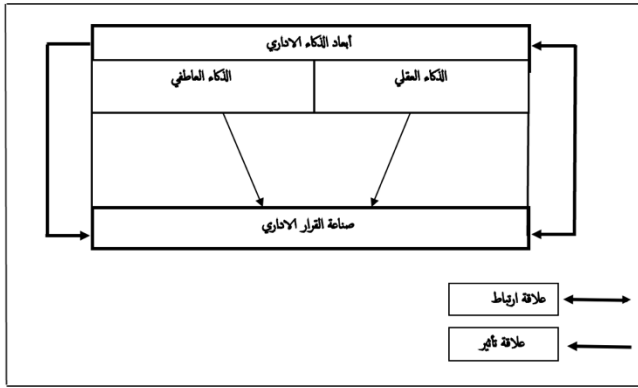 أبعاد الذكاء الاداري
الذكاء العقلي
الذكاء العاطفي
صناعة القرار الاداري
علاقة ارتباط
علاقة تأثير